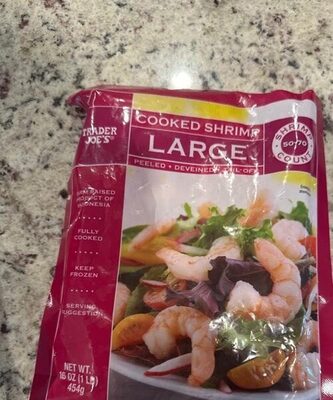 TRADER
JOE'S
COOKED SHRIMP
LARGE
PEELED • DEVEINED • TAIL-OFF
SHRIMP
50-70
COUNT
FARM RAISED
PRODUCT OF
INDONESIA
FULLY
COOKED
KEEP
FROZEN
SERVING
SUGGESTION
NET WT.
16 OZ (1 LB)
454g